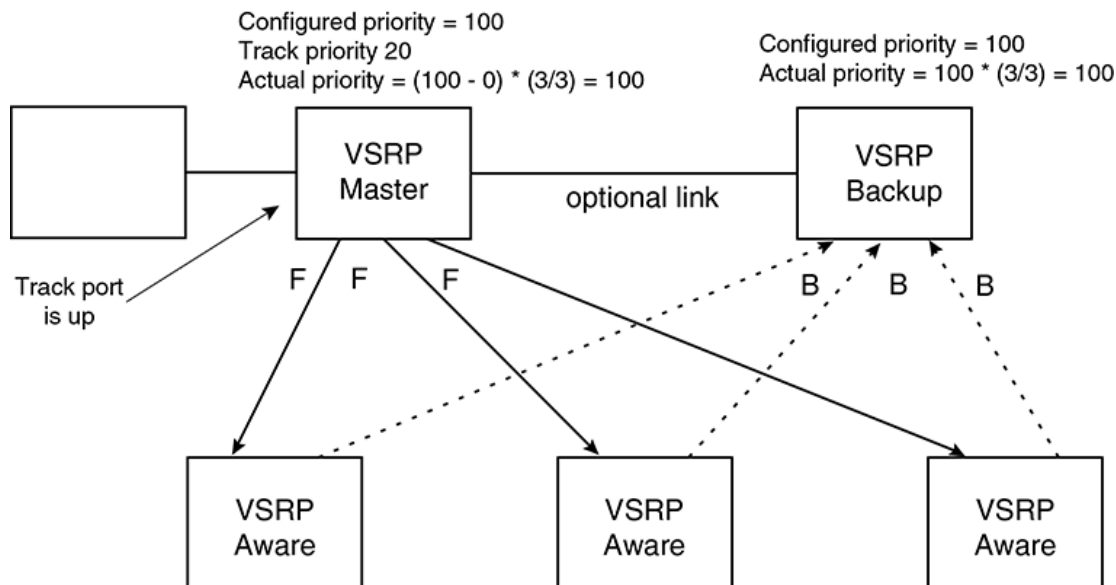 Configured priority = 100
Track priority 20
Actual priority = (100 - 0) * (3/3) = 100
Configured priority = 100
Actual priority = 100 * (3/3) = 100
VSRP
Master
optional link
VSRP
Backup
Track port
is up
F
F
F
B
B
B
VSRP
Aware
VSRP
Aware
VSRP
Aware